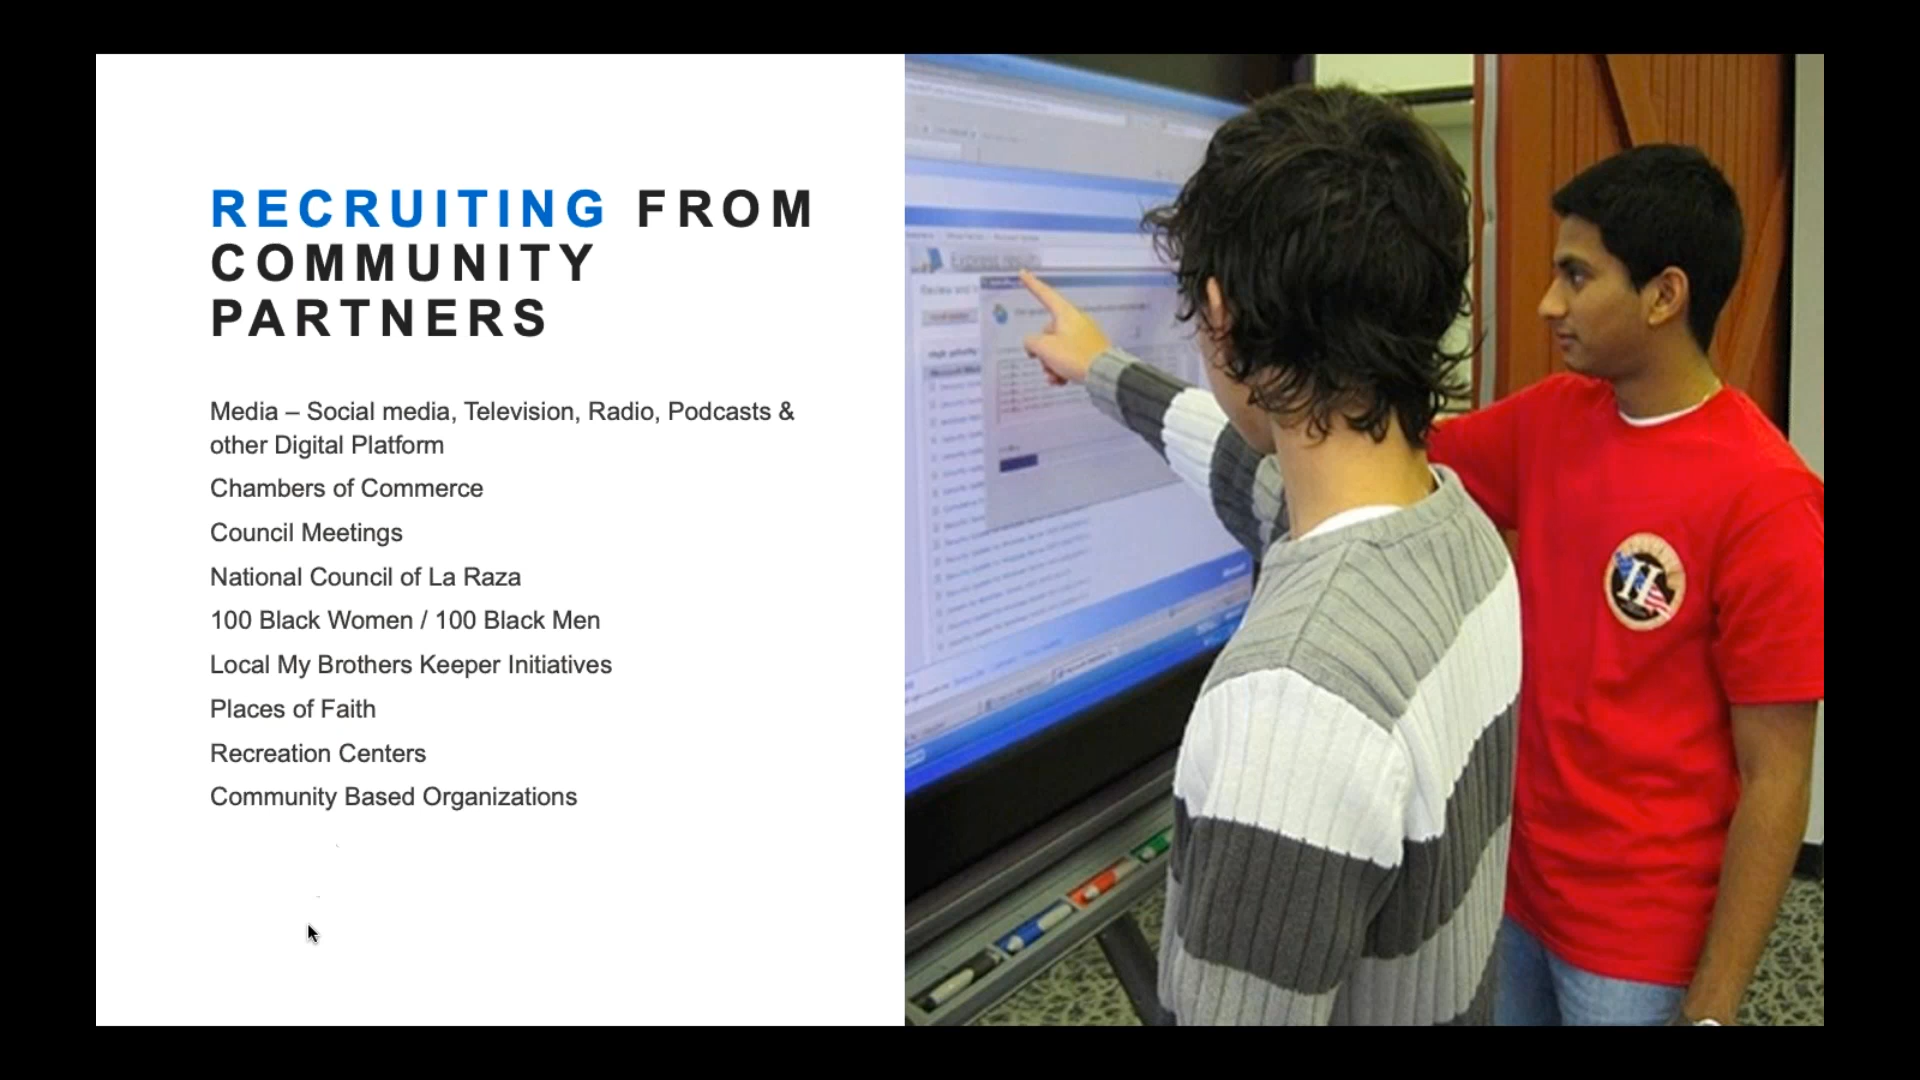 RECRUITING FROM
COMMUNITY
PARTNERS
Media – Social media, Television, Radio, Podcasts &
other Digital Platform
Chambers of Commerce
Council Meetings
National Council of La Raza
100 Black Women / 100 Black Men
Local My Brothers Keeper Initiatives
Places of Faith
Recreation Centers
Community Based Organizations
Express results